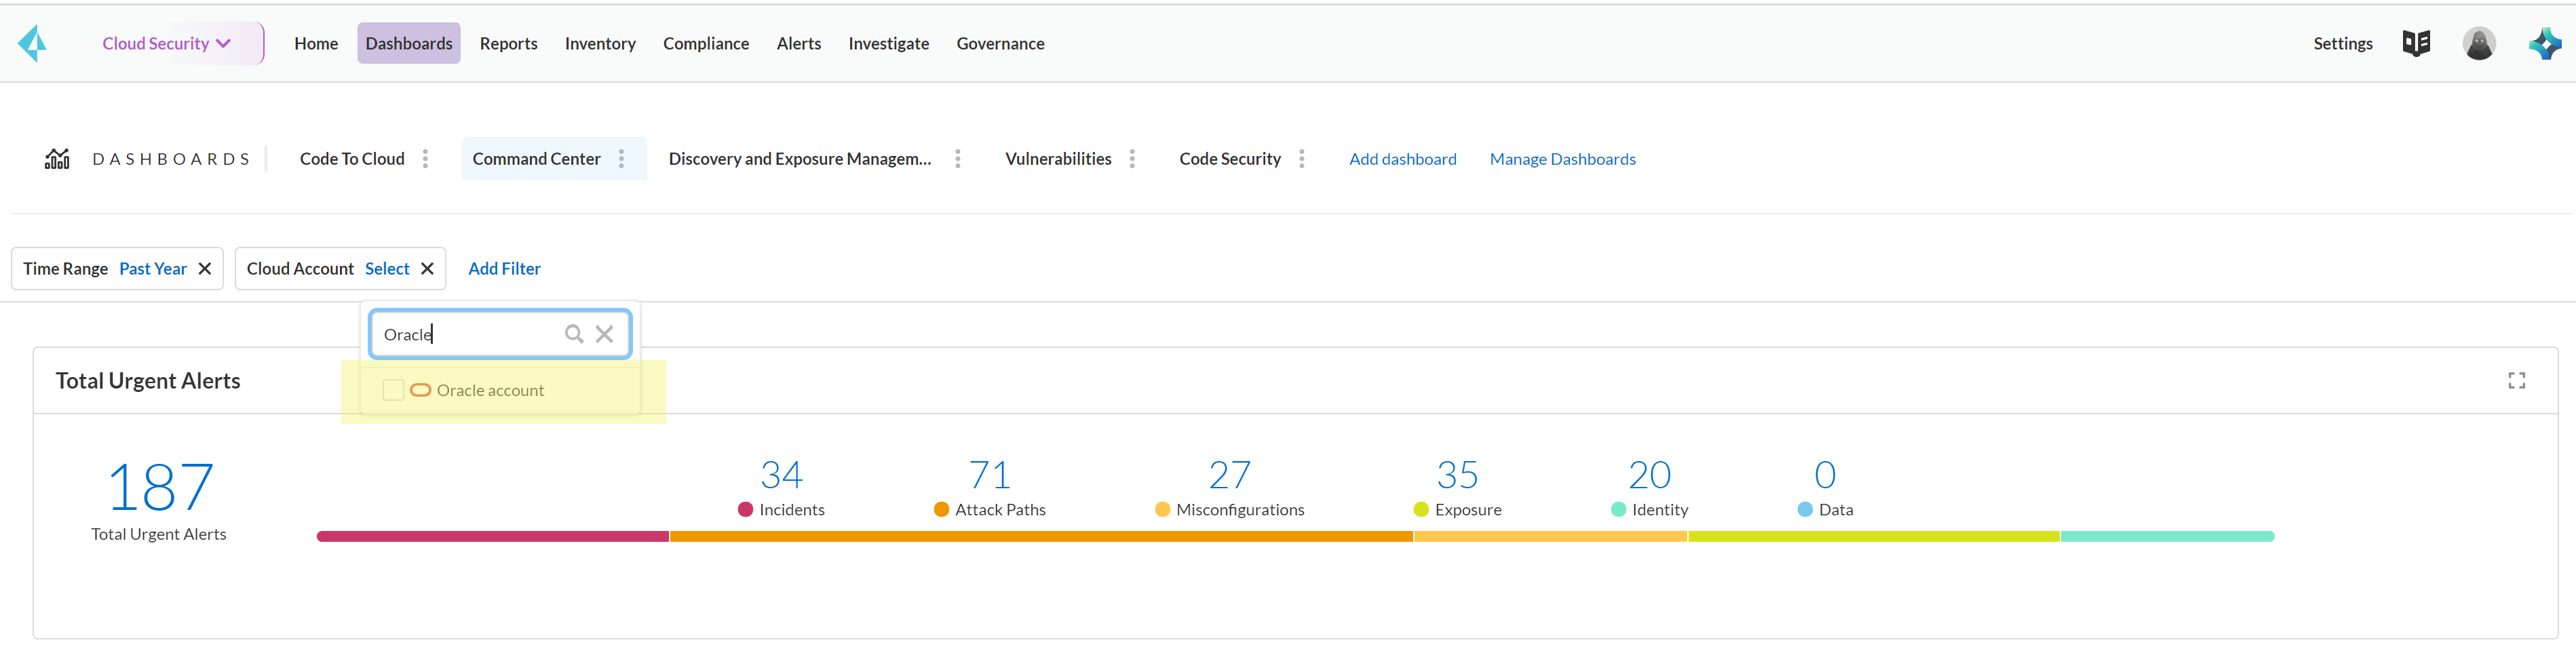 Cloud Security Home Dashboards Reports Inventory Compliance Alerts Investigate Governance Settings
DASHBOARDS Code To Cloud Command Center Discovery and Exposure Managem... Vulnerabilities Code Security Add dashboard Manage Dashboards
Time Range Past Year Cloud Account Select Add Filter
Oracle
Oracle account
Total Urgent Alerts
187
Total Urgent Alerts
34 71 27 35 20 0
Incidents Attack Paths Misconfigurations Exposure Identity Data